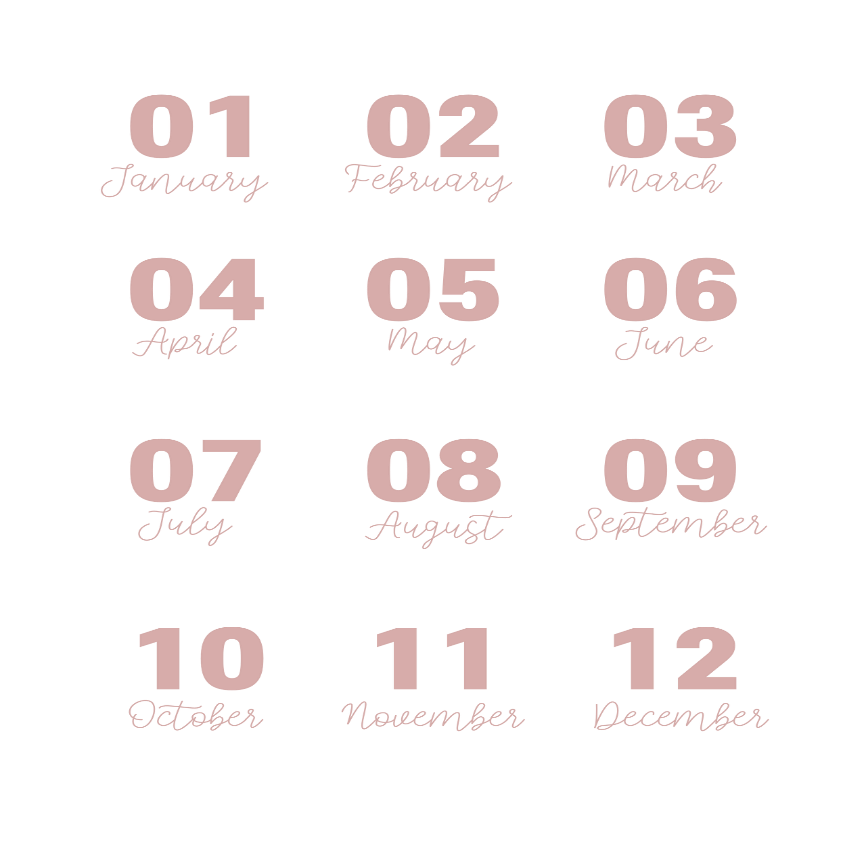 01 02 03
January February March
04 05 06
April May June
07 08 09
July August September
10 11 12
October November December